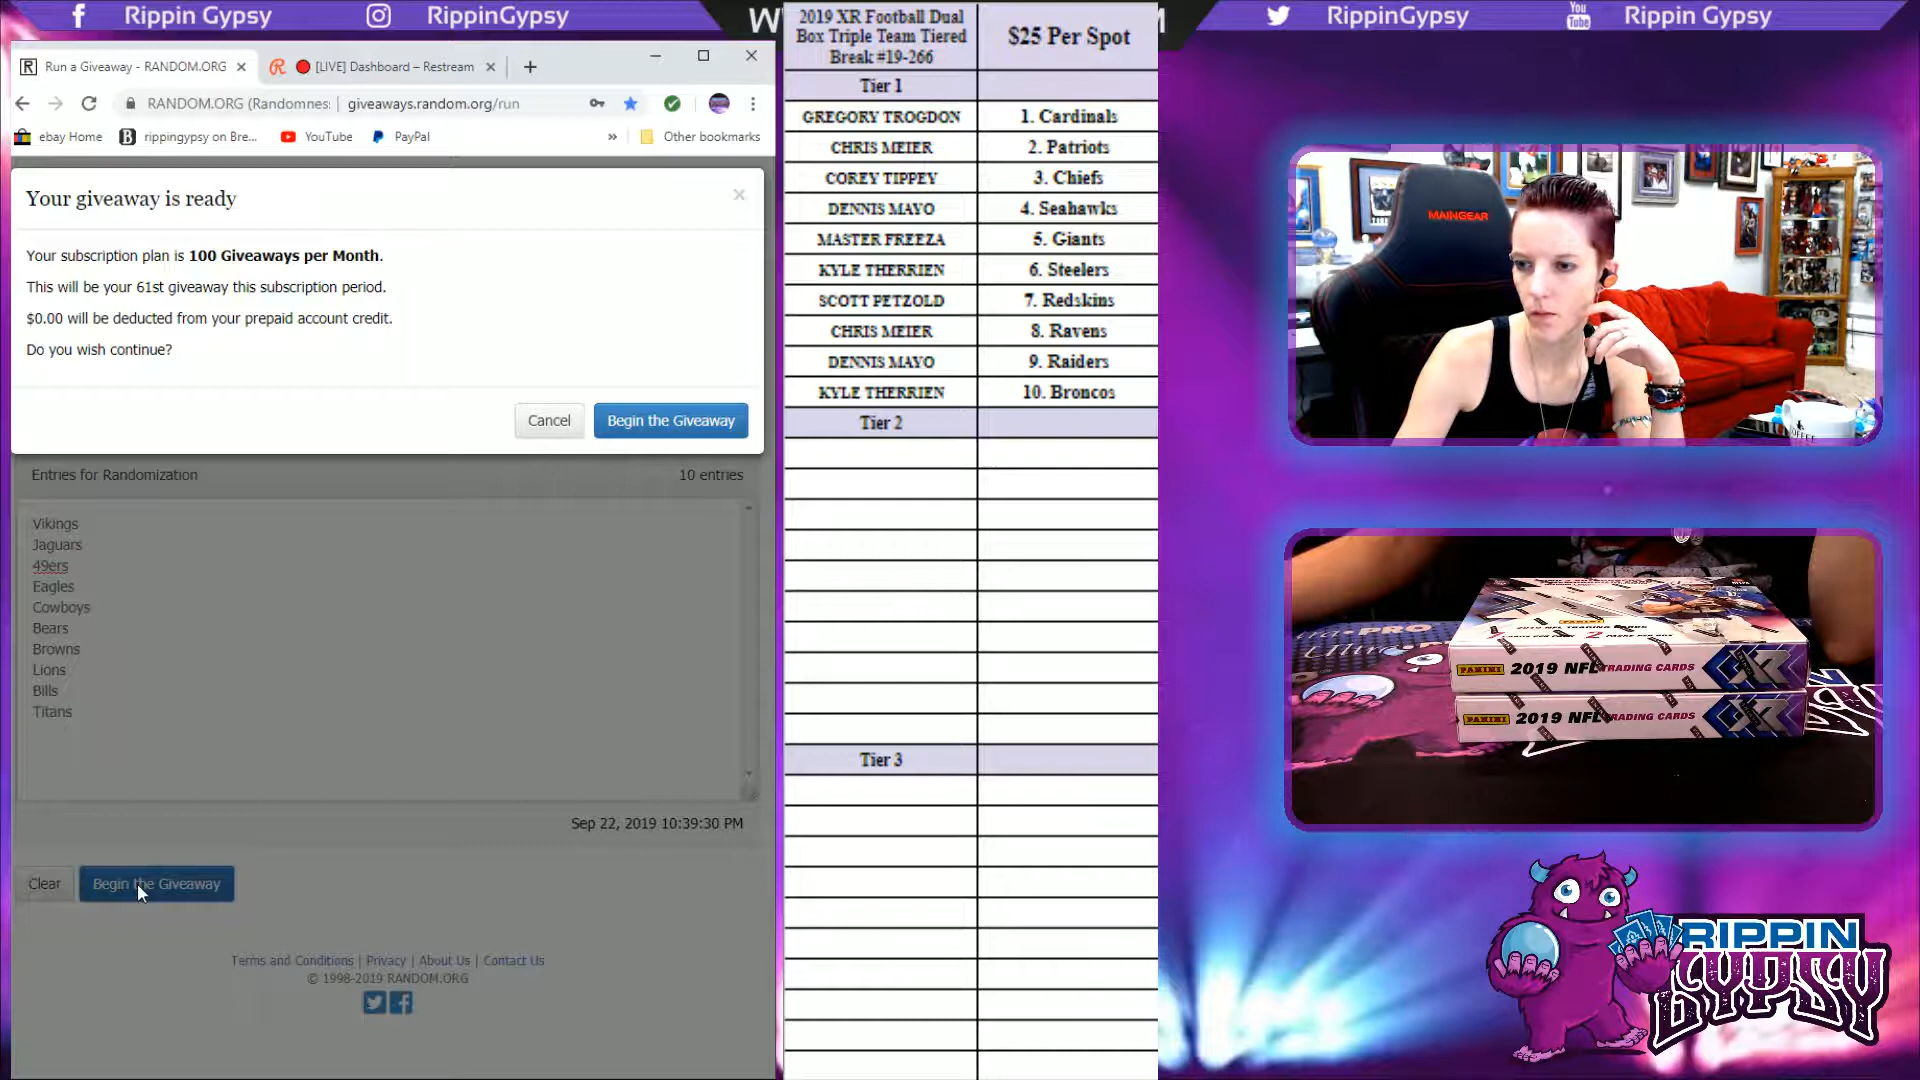 Rippin Gypsy
RippinGypsy
RippinGypsy
Rippin Gypsy
Run a Giveaway - RANDOM.ORG
[LIVE] Dashboard – Restream
RANDOM.ORG (Randomnes: giveaways.random.org/run
ebay Home
rippingypsy on Bre...
YouTube
PayPal
» Other bookmarks
Your giveaway is ready
Your subscription plan is 100 Giveaways per Month.
This will be your 61st giveaway this subscription period.
$0.00 will be deducted from your prepaid account credit.
Do you wish continue?
Cancel
Begin the Giveaway
Entries for Randomization 10 entries
Vikings
Jaguars
49ers
Eagles
Cowboys
Bears
Browns
Lions
Bills
Titans
Sep 22, 2019 10:39:30 PM
Clear
Begin the Giveaway
Terms and Conditions | Privacy | About Us | Contact Us
© 1998-2019 RANDOM.ORG
2019 XR Football Dual
Box Triple Team Tiered
Break #19-266
$25 Per Spot
Tier 1
GREGORY TROGDON 1. Cardinals
CHRIS MEIER 2. Patriots
COREY TIPPEY 3. Chiefs
DENNIS MAYO 4. Seahawks
MASTER FREEZA 5. Giants
KYLE THERRIEN 6. Steelers
SCOTT PETZOLD 7. Redskins
CHRIS MEIER 8. Ravens
DENNIS MAYO 9. Raiders
KYLE THERRIEN 10. Broncos
Tier 2
Tier 3
MAINGEAR
PANINI 2019 NFL TRADING CARDS XR
PANINI 2019 NFL TRADING CARDS XR
RIPPIN
GYPSY